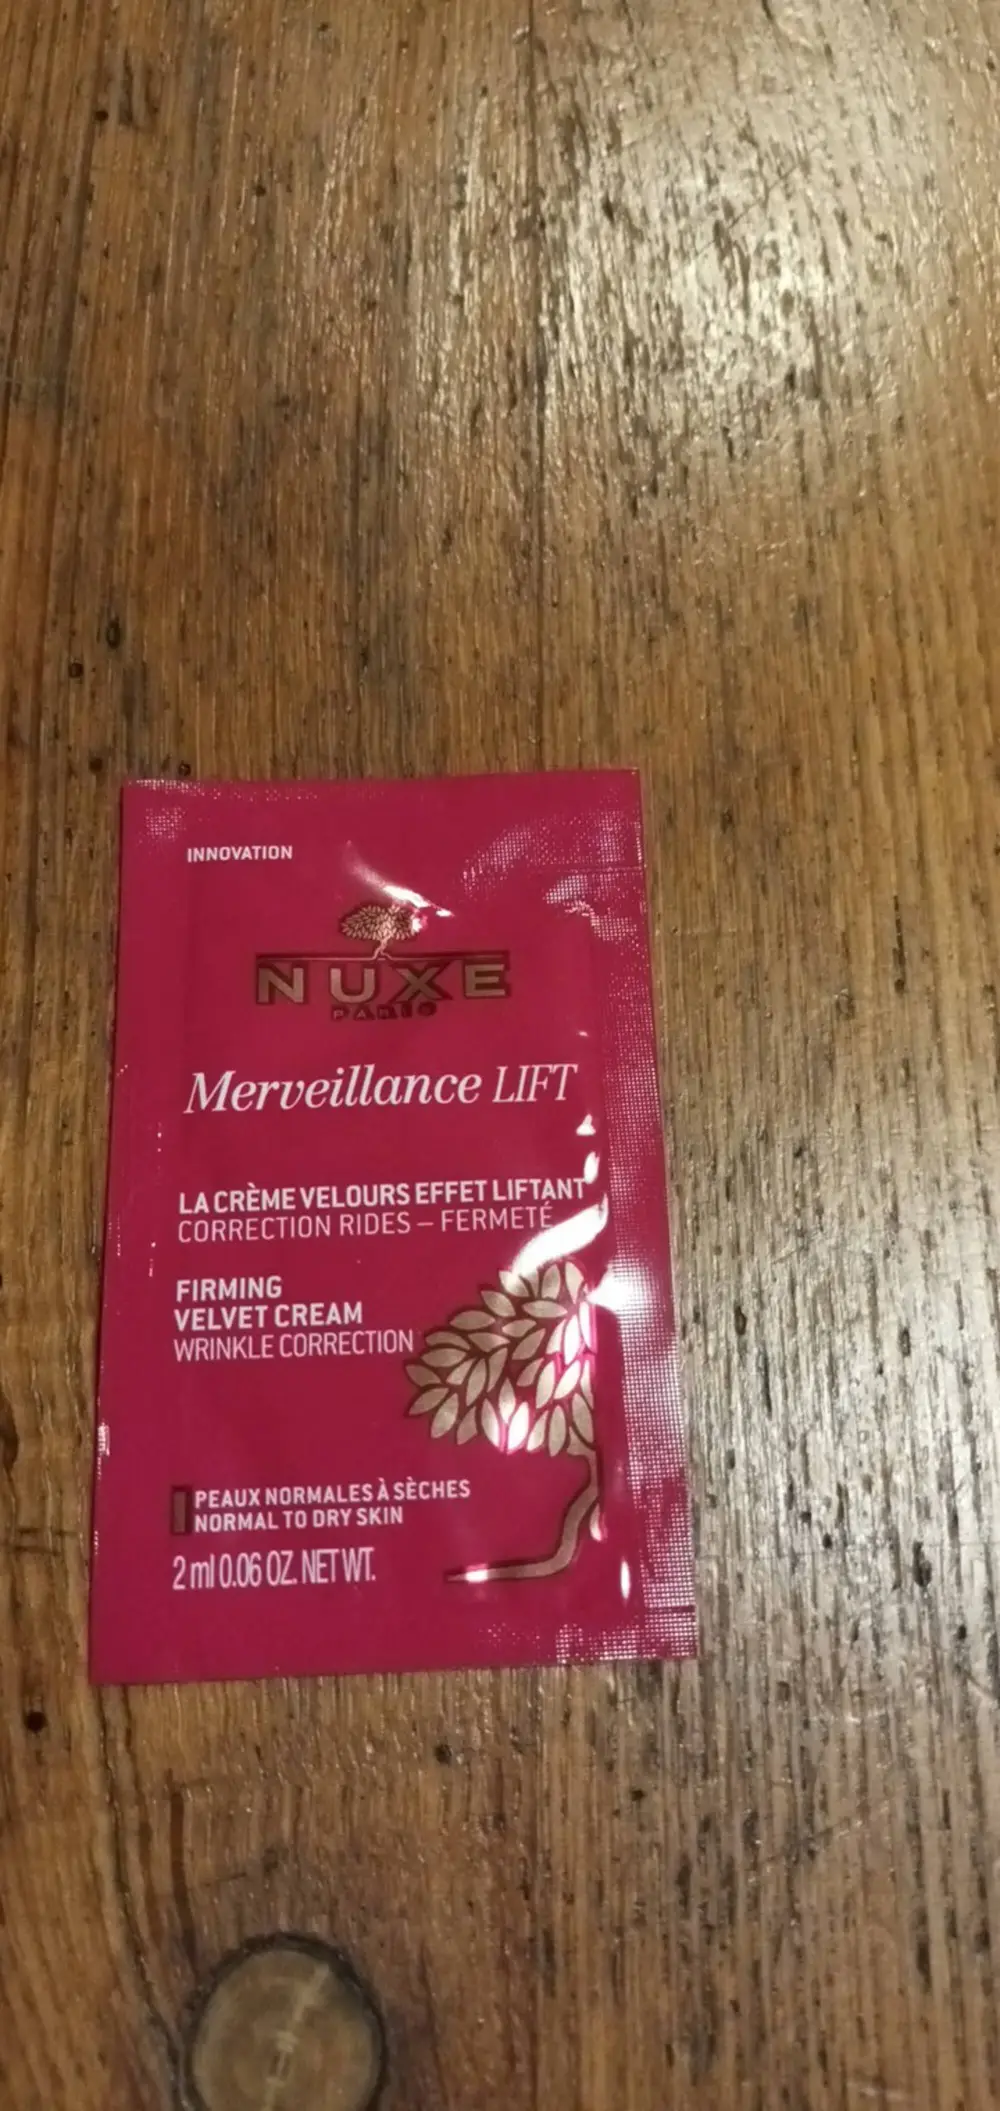 INNOVATION
NUXE
PARIS
Merveillance LIFT
LA CRÈME VELOURS EFFET LIFTANT
CORRECTION RIDES – FERMETÉ
FIRMING
VELVET CREAM
WRINKLE CORRECTION
PEAUX NORMALES À SÈCHES
NORMAL TO DRY SKIN
2 ml 0.06 OZ. NET WT.